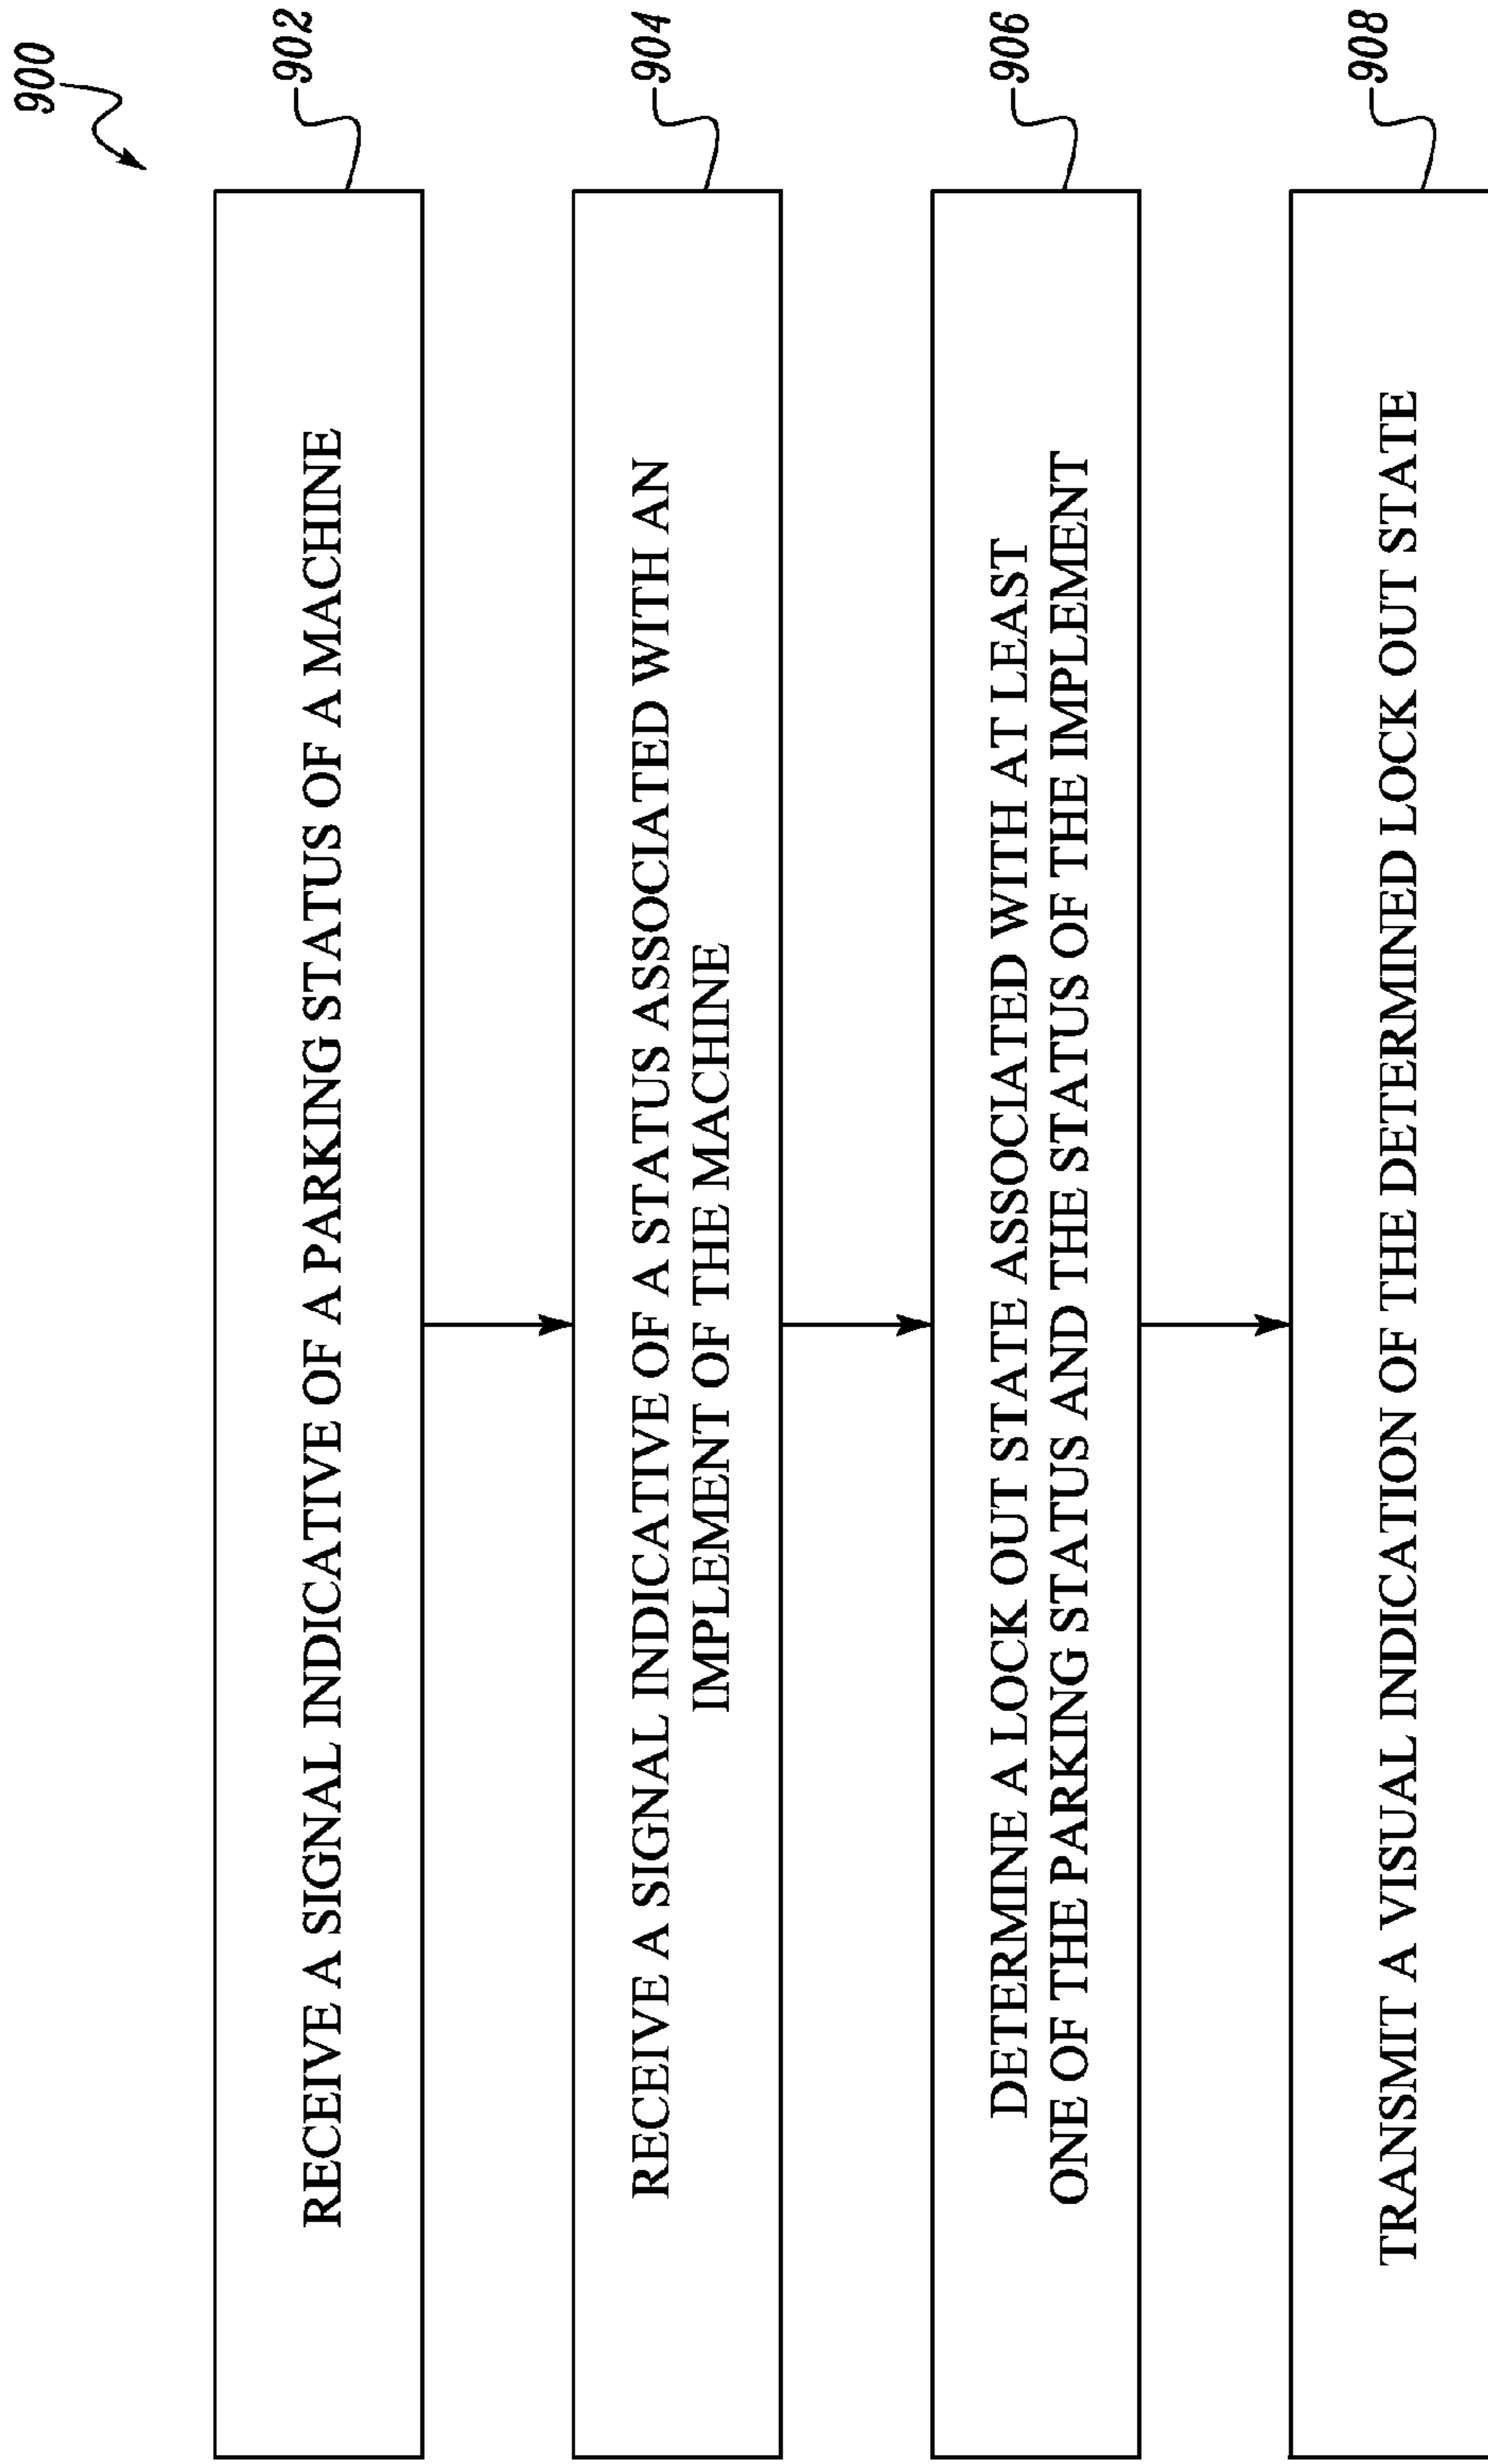 900
RECEIVE A SIGNAL INDICATIVE OF A PARKING STATUS OF A MACHINE
902
RECEIVE A SIGNAL INDICATIVE OF A STATUS ASSOCIATED WITH AN
IMPLEMENT OF THE MACHINE
904
DETERMINE A LOCK OUT STATE ASSOCIATED WITH AT LEAST
ONE OF THE PARKING STATUS AND THE STATUS OF THE IMPLEMENT
906
TRANSMIT A VISUAL INDICATION OF THE DETERMINED LOCK OUT STATE
908